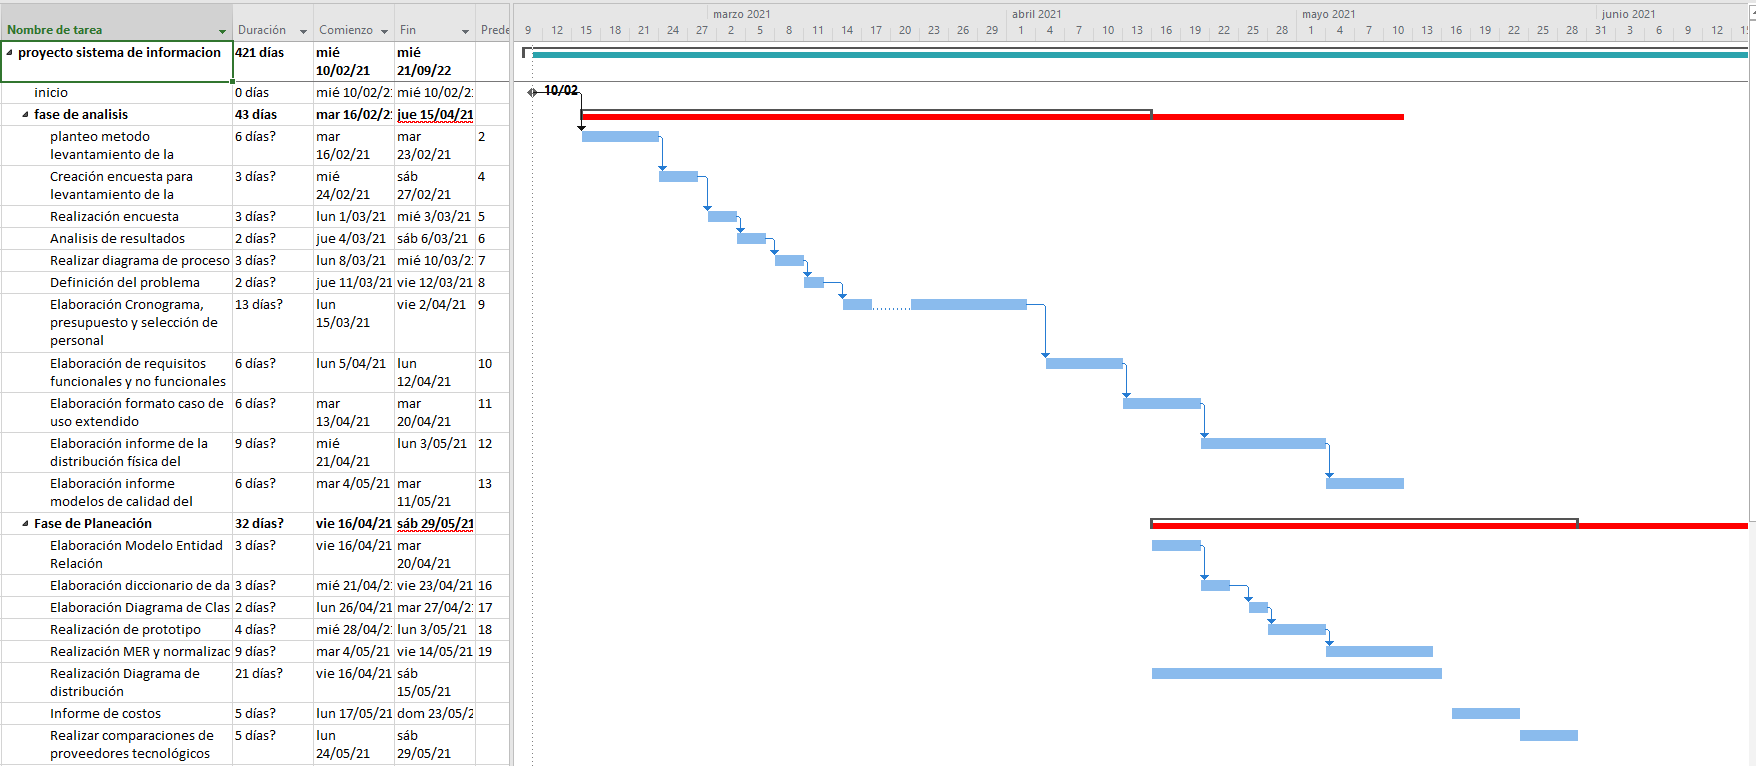 marzo 2021 abril 2021 mayo 2021 junio 2021
Nombre de tarea Duración Comienzo Fin Prede 9 12 15 18 21 24 27 2 5 8 11 14 17 20 23 26 29 1 4 7 10 13 16 19 22 25 28 1 4 7 10 13 16 19 22 25 28 31 3 6 9 12
proyecto sistema de informacion 421 días mié mié
10/02/21 21/09/22
inicio 0 días mié 10/02/2 mié 10/02/2 10/02
fase de analisis 43 días mar 16/02/2 jue 15/04/21
planteo metodo 6 días? mar mar 2
levantamiento de la 16/02/21 23/02/21
Creación encuesta para 3 días? mié sáb 4
levantamiento de la 24/02/21 27/02/21
Realización encuesta 3 días? lun 1/03/21 mié 3/03/21 5
Analisis de resultados 2 días? jue 4/03/21 sáb 6/03/21 6
Realizar diagrama de proceso 3 días? lun 8/03/21 mié 10/03/2 7
Definición del problema 2 días? jue 11/03/21 vie 12/03/21 8
Elaboración Cronograma, 13 días? lun vie 2/04/21 9
presupuesto y selección de 15/03/21
personal
Elaboración de requisitos 6 días? lun 5/04/21 lun 10
funcionales y no funcionales 12/04/21
Elaboración formato caso de 6 días? mar mar 11
uso extendido 13/04/21 20/04/21
Elaboración informe de la 9 días? mié lun 3/05/21 12
distribución física del 21/04/21
Elaboración informe 6 días? mar 4/05/21 mar 13
modelos de calidad del 11/05/21
Fase de Planeación 32 días? vie 16/04/21 sáb 29/05/21
Elaboración Modelo Entidad 3 días? vie 16/04/21 mar
Relación 20/04/21
Elaboración diccionario de da 3 días? mié 21/04/2 vie 23/04/21 16
Elaboración Diagrama de Clas 2 días? lun 26/04/21 mar 27/04/2 17
Realización de prototipo 4 días? mié 28/04/2 lun 3/05/21 18
Realización MER y normalizac 9 días? mar 4/05/21 vie 14/05/21 19
Realización Diagrama de 21 días? vie 16/04/21 sáb
distribución 15/05/21
Informe de costos 5 días? lun 17/05/21 dom 23/05/2
Realizar comparaciones de 5 días? lun sáb
proveedores tecnológicos 24/05/21 29/05/21